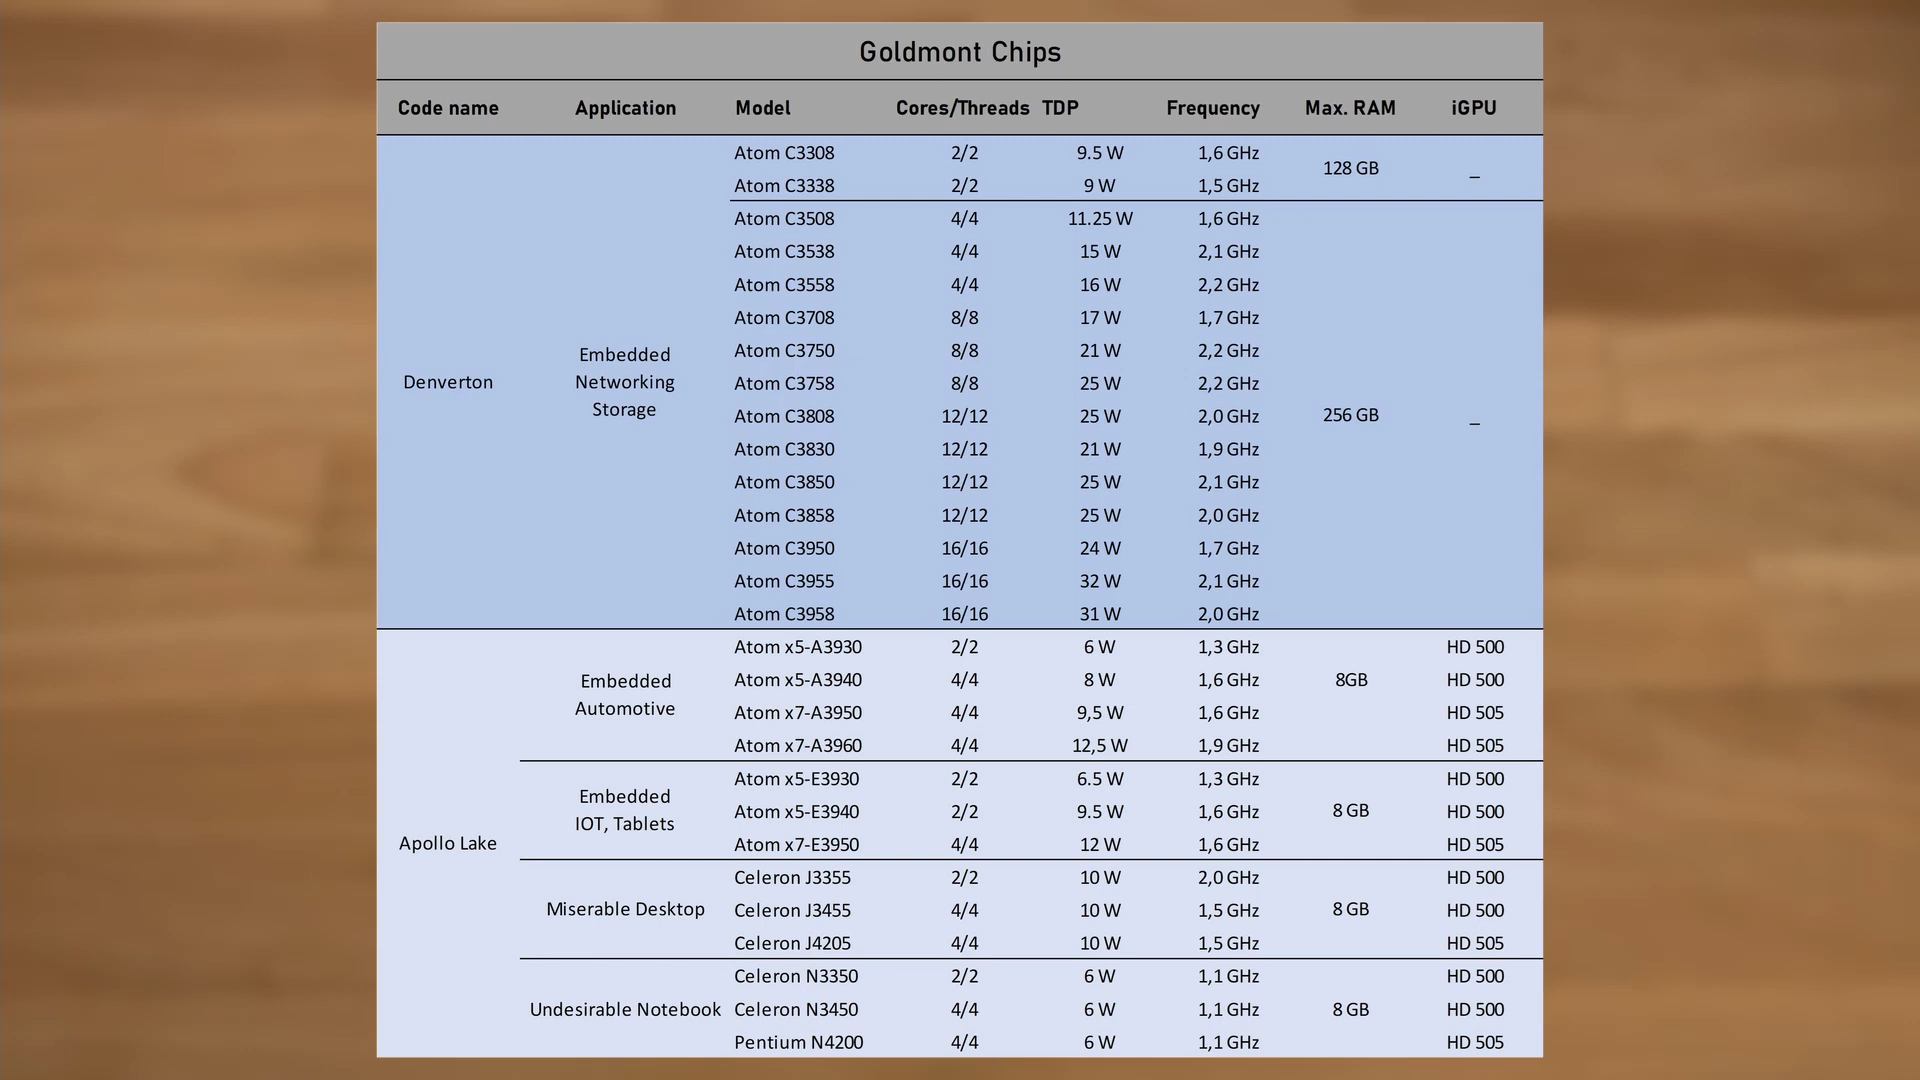 Goldmont Chips
Code name Application Model Cores/Threads TDP Frequency Max. RAM iGPU
Atom C3308 2/2 9.5 W 1,6 GHz
128 GB _
Atom C3338 2/2 9 W 1,5 GHz
Atom C3508 4/4 11.25 W 1,6 GHz
Atom C3538 4/4 15 W 2,1 GHz
Atom C3558 4/4 16 W 2,2 GHz
Atom C3708 8/8 17 W 1,7 GHz
Embedded
Atom C3750 8/8 21 W 2,2 GHz
Denverton Networking Atom C3758 8/8 25 W 2,2 GHz
Storage
Atom C3808 12/12 25 W 2,0 GHz 256 GB _
Atom C3830 12/12 21 W 1,9 GHz
Atom C3850 12/12 25 W 2,1 GHz
Atom C3858 12/12 25 W 2,0 GHz
Atom C3950 16/16 24 W 1,7 GHz
Atom C3955 16/16 32 W 2,1 GHz
Atom C3958 16/16 31 W 2,0 GHz
Atom x5-A3930 2/2 6 W 1,3 GHz HD 500
Embedded Atom x5-A3940 4/4 8 W 1,6 GHz 8GB HD 500
Automotive Atom x7-A3950 4/4 9,5 W 1,6 GHz HD 505
Atom x7-A3960 4/4 12,5 W 1,9 GHz HD 505
Atom x5-E3930 2/2 6.5 W 1,3 GHz HD 500
Embedded
Atom x5-E3940 2/2 9.5 W 1,6 GHz 8 GB HD 500
IOT, Tablets
Apollo Lake Atom x7-E3950 4/4 12 W 1,6 GHz HD 505
Celeron J3355 2/2 10 W 2,0 GHz HD 500
Miserable Desktop Celeron J3455 4/4 10 W 1,5 GHz 8 GB HD 500
Celeron J4205 4/4 10 W 1,5 GHz HD 505
Celeron N3350 2/2 6 W 1,1 GHz HD 500
Undesirable Notebook Celeron N3450 4/4 6 W 1,1 GHz 8 GB HD 500
Pentium N4200 4/4 6 W 1,1 GHz HD 505